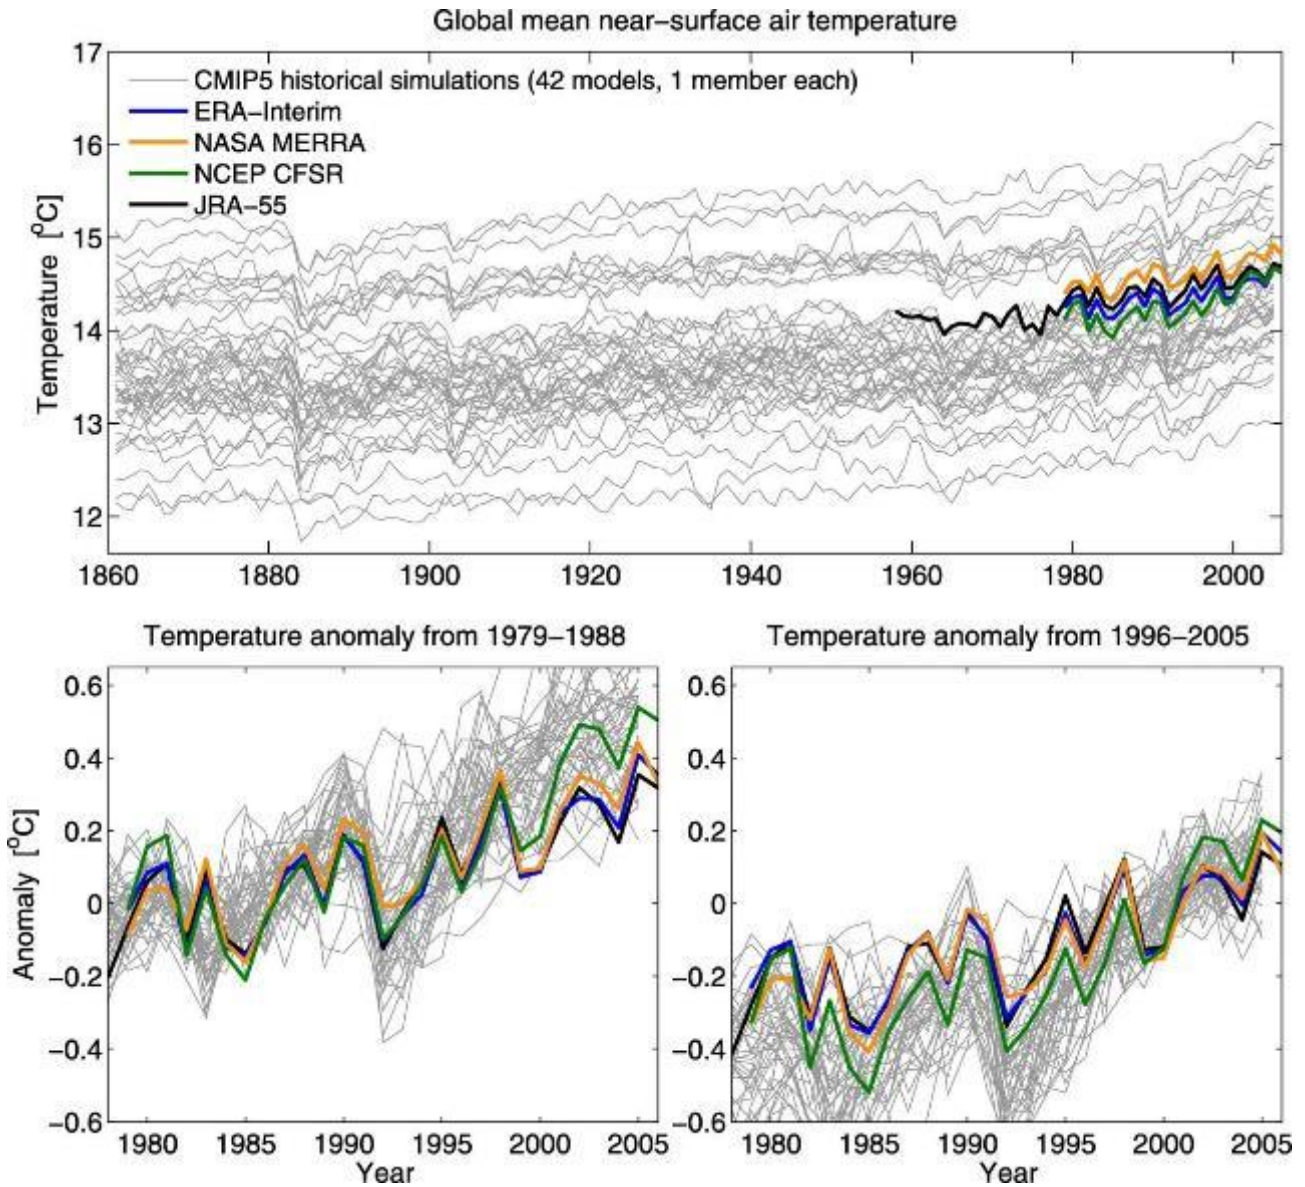 Global mean near-surface air temperature
17
16
15
14
13
12
Temperature [°C]
CMIP5 historical simulations (42 models, 1 member each)
ERA-Interim
NASA MERRA
NCEP CFSR
JRA-55
1860 1880 1900 1920 1940 1960 1980 2000
Temperature anomaly from 1979-1988
0.6
0.4
0.2
0
-0.2
-0.4
-0.6
Anomaly [°C]
1980 1985 1990 1995 2000 2005
Year
Temperature anomaly from 1996-2005
0.6
0.4
0.2
0
-0.2
-0.4
-0.6
1980 1985 1990 1995 2000 2005
Year